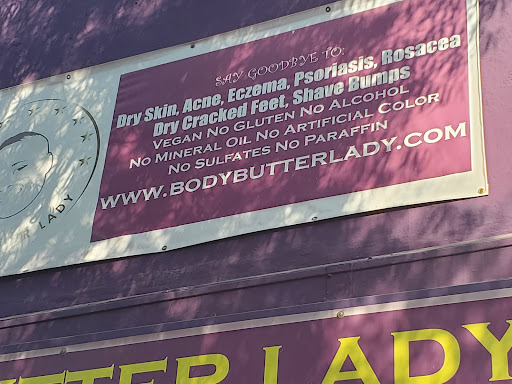 SAY GOODBYE TO:
Dry Skin, Acne, Eczema, Psoriasis, Rosacea
Dry Cracked Feet, Shave Bumps
VEGAN NO GLUTEN NO ALCOHOL
NO MINERAL OIL NO ARTIFICIAL COLOR
NO SULFATES NO PARAFFIN
WWW.BODYBUTTERLADY.COM
LADY
TTER LADY